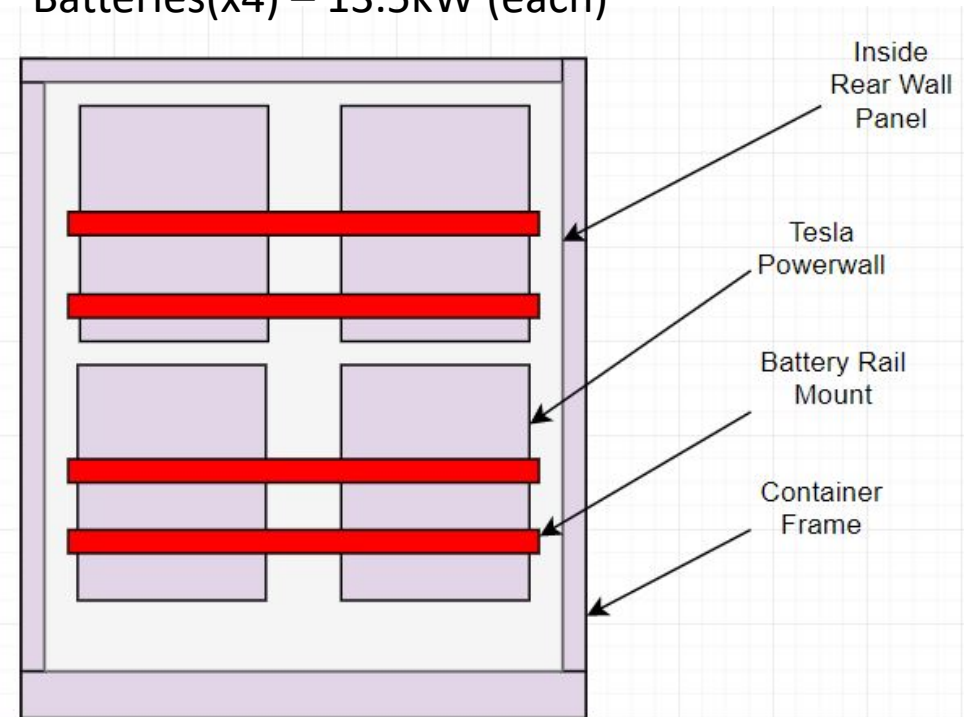 Batteries(x4) – 13.5kW (each)
Inside
Rear Wall
Panel
Tesla
Powerwall
Battery Rail
Mount
Container
Frame